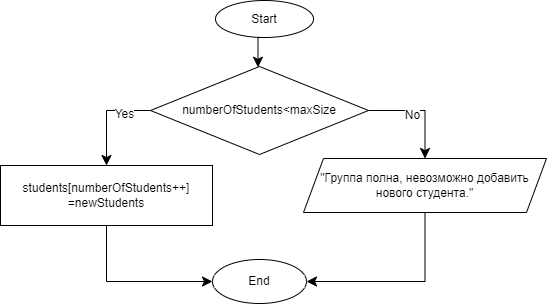 Start
numberOfStudents<maxSize
Yes
No
students[numberOfStudents++]
=newStudents
"Группа полна, невозможно добавить
нового студента."
End